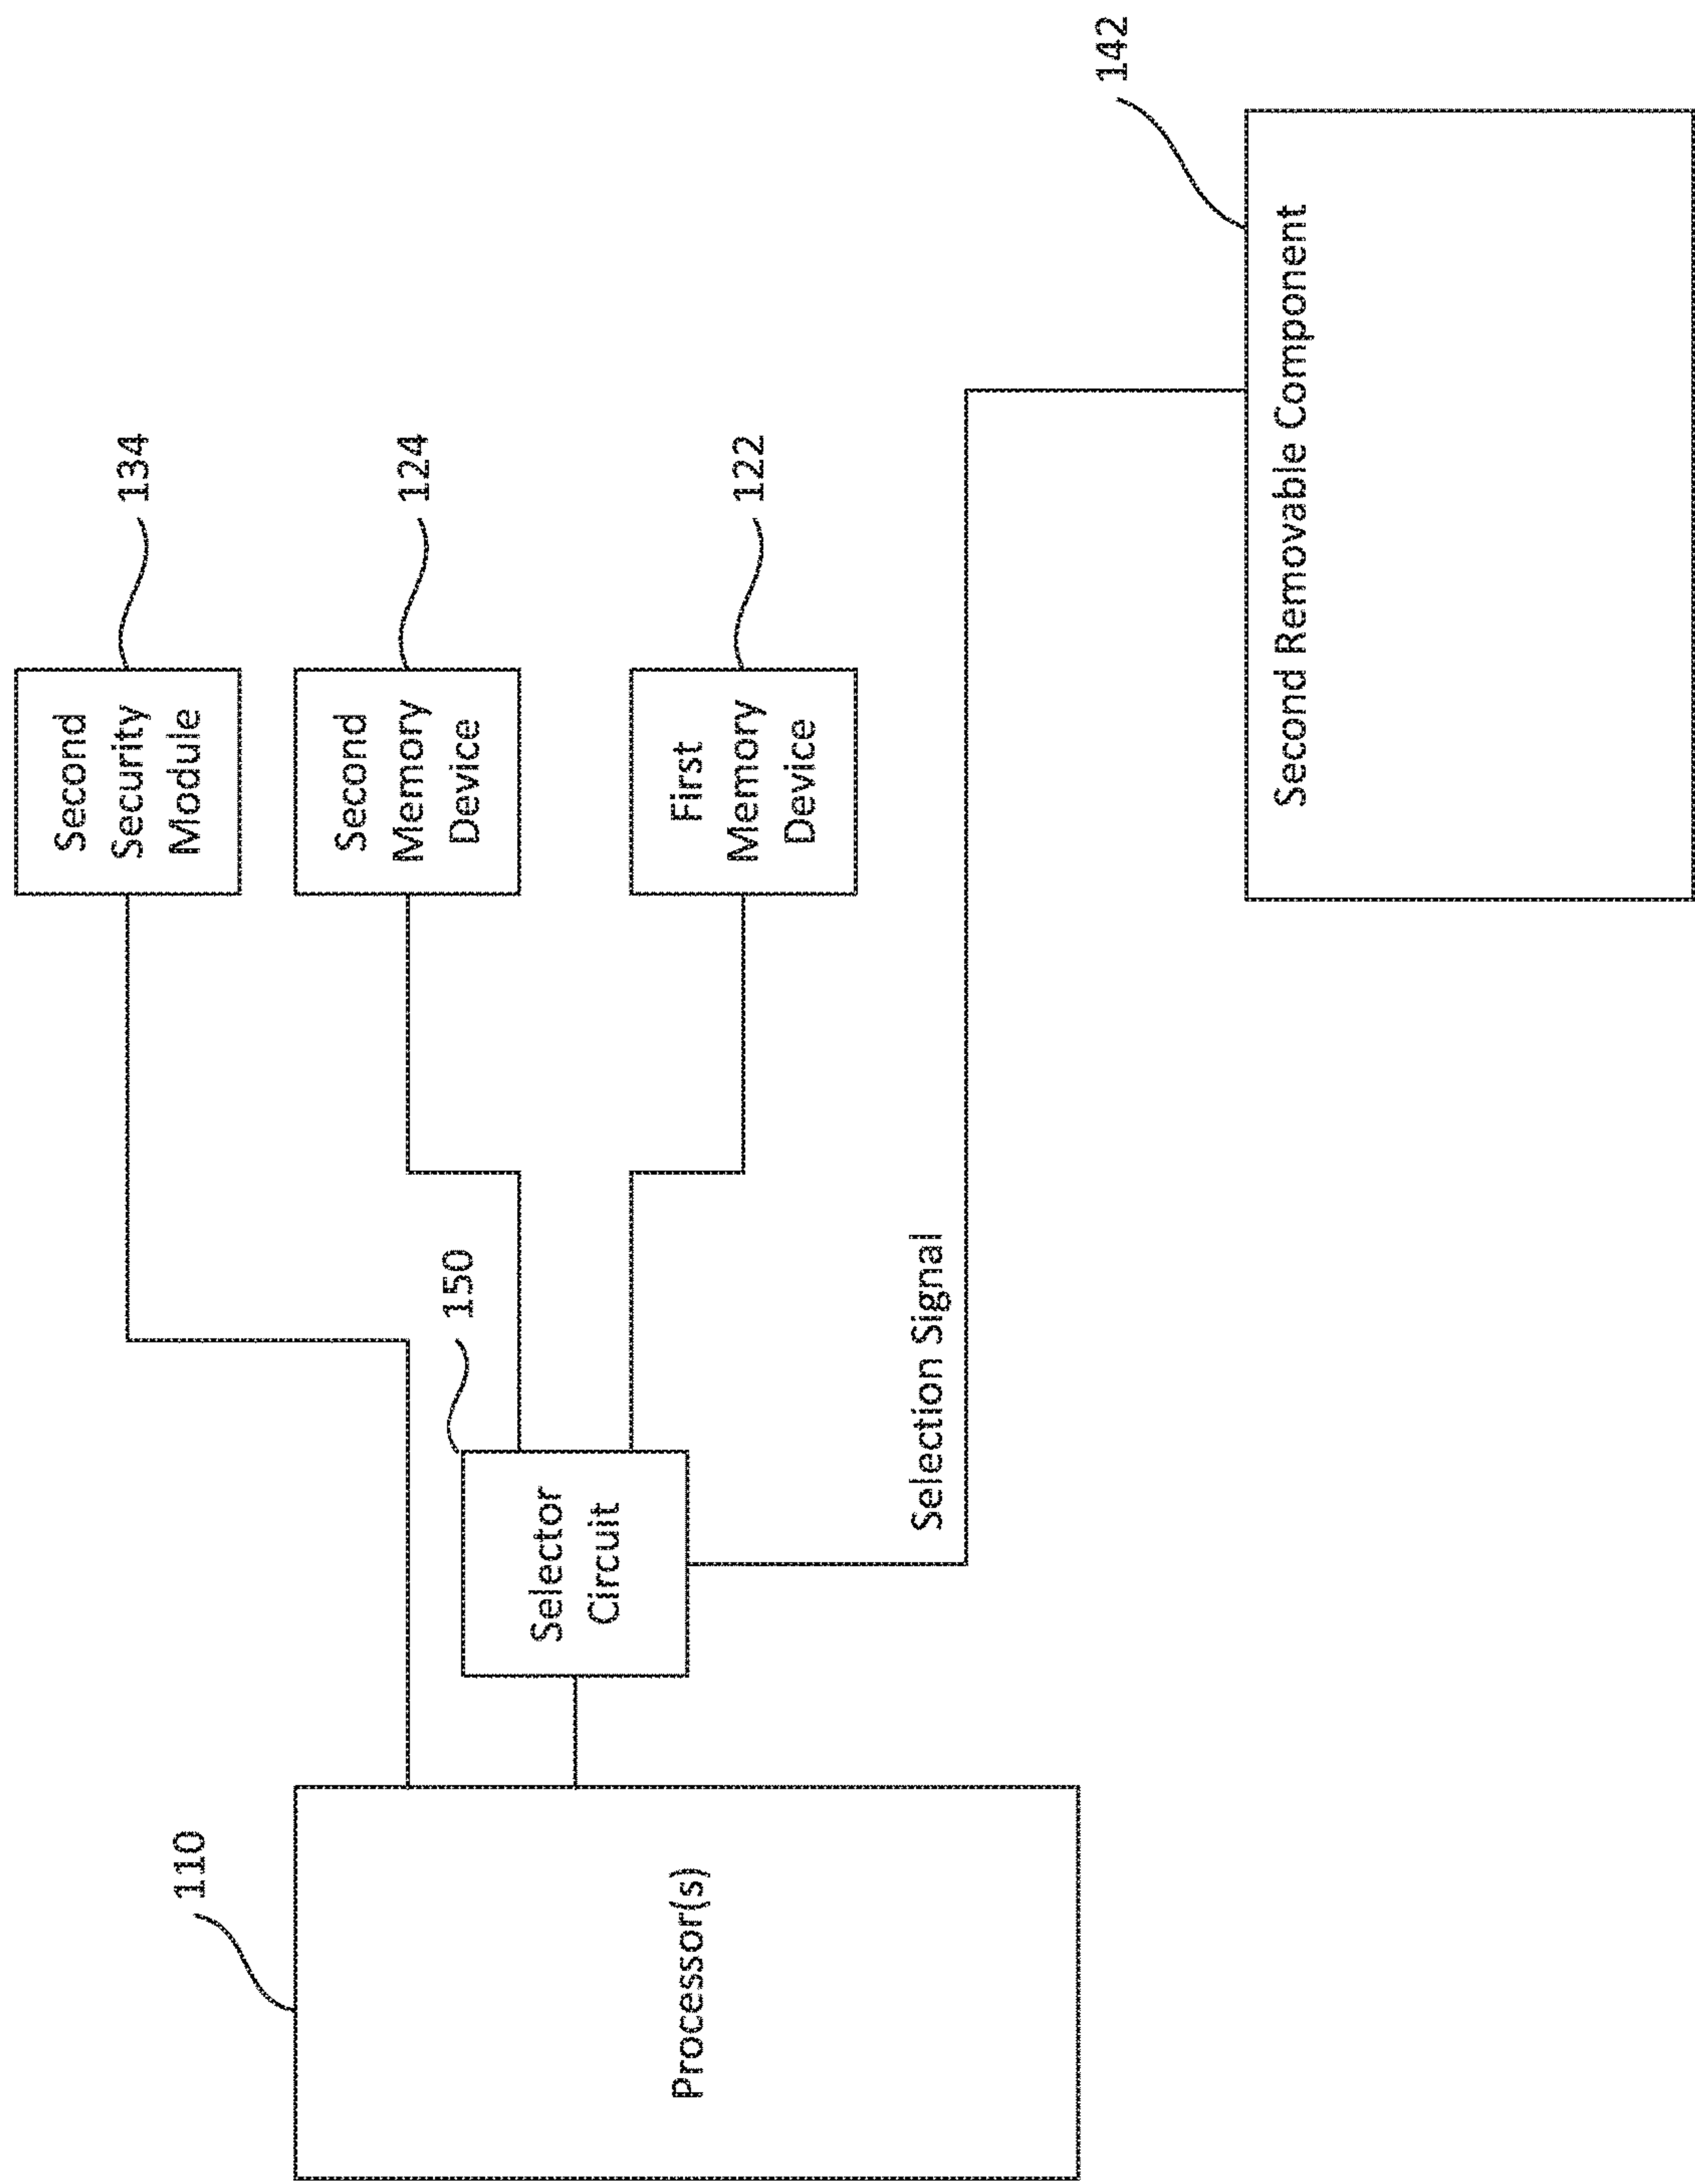 134
Second
Security
Module
124
Second
Memory
Device
122
First
Memory
Device
150
Selector
Circuit
110
Processor(s)
Selection Signal
142
Second Removable Component